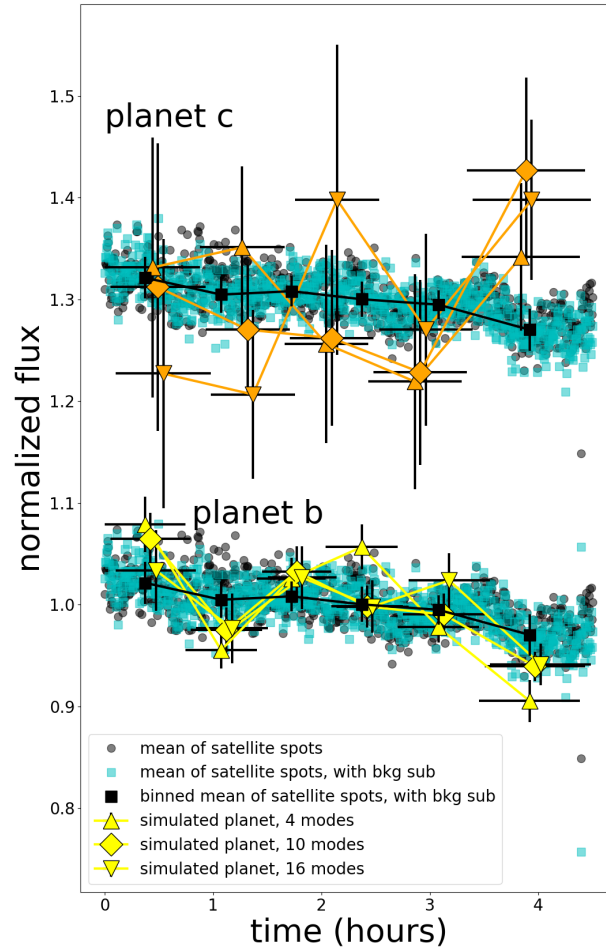 1.5
planet c
1.4
1.3
1.2
normalized flux
1.1
planet b
1.0
0.9
0.8
mean of satellite spots
mean of satellite spots, with bkg sub
binned mean of satellite spots, with bkg sub
simulated planet, 4 modes
simulated planet, 10 modes
simulated planet, 16 modes
0 1 2 3 4
time (hours)